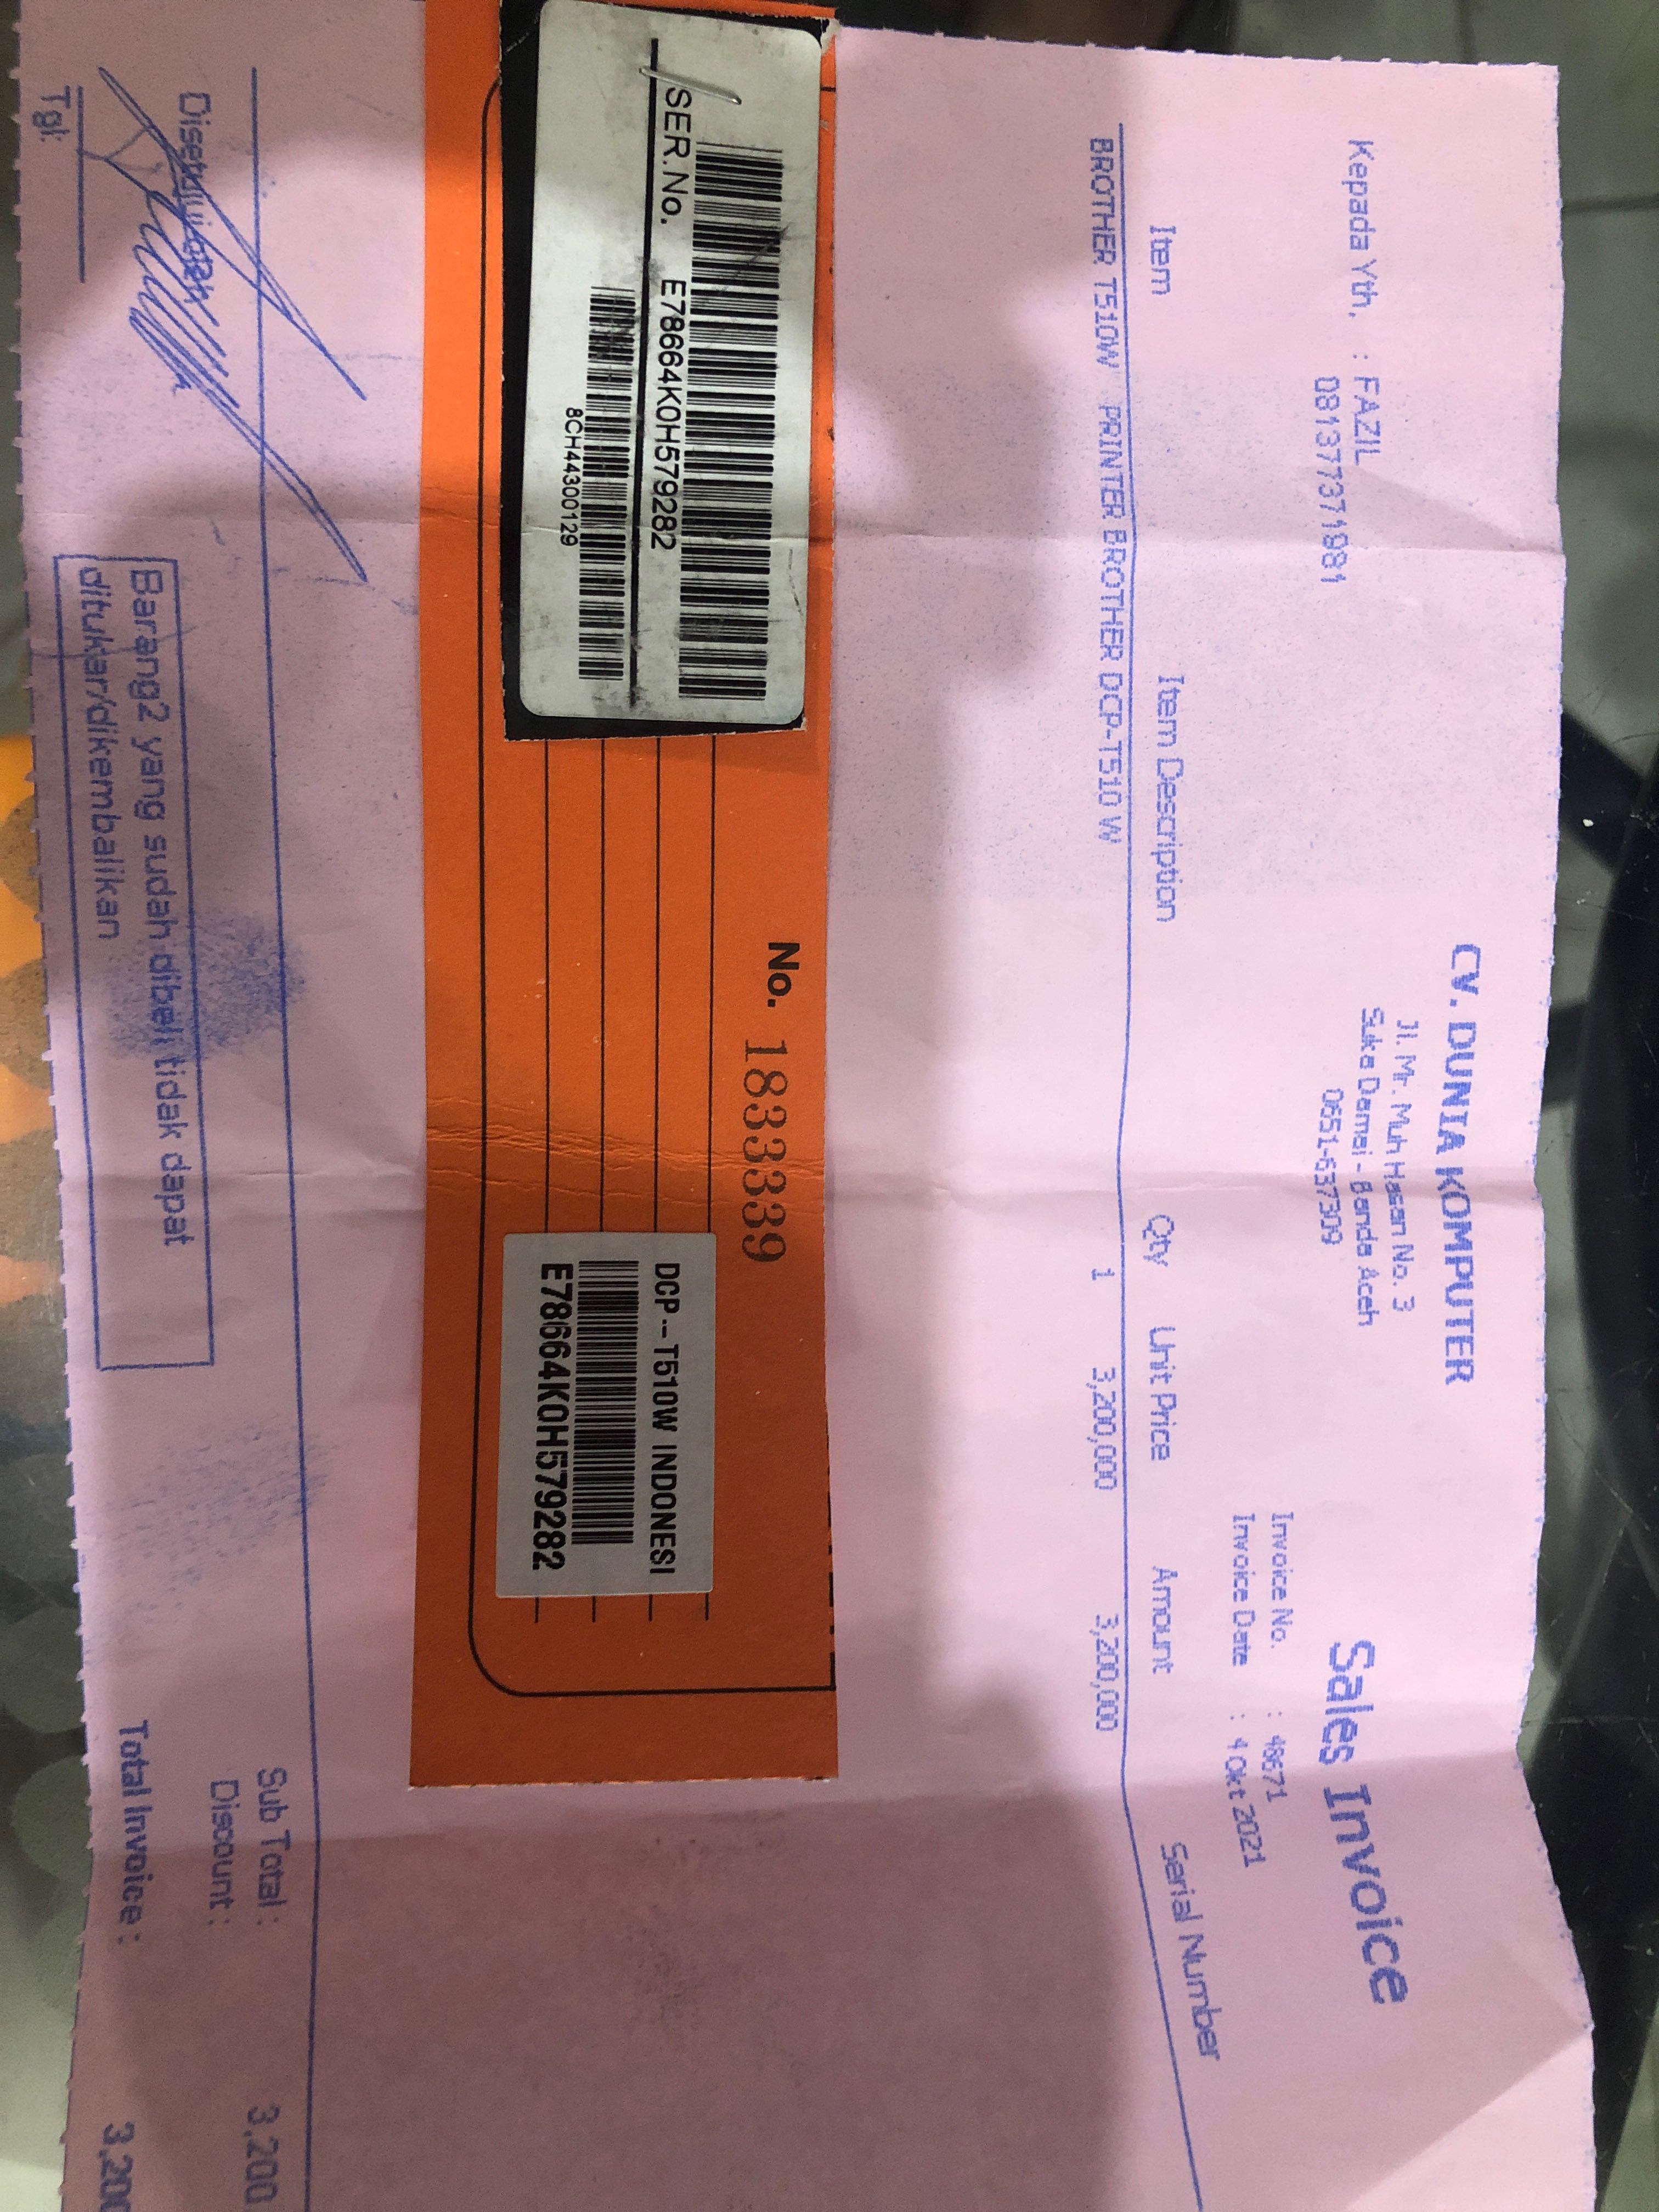 CV. DUNIA KOMPUTER
Jl. Mr. Muh Hasan No. 3
Suka Damai - Banda Aceh
0651-637309
Sales Invoice
Kepada Yth, : FAZIL
081377371881
Invoice No. : 48671
Invoice Date : 4 Okt 2021
Item Item Description Qty Unit Price Amount Serial Number
BROTHER T510W PRINTER BROTHER DCP-T510 W 1 3,200,000 3,200,000
No. 183339
SER.No. E78664K0H579282
8CH44300129
DCP--T510W INDONESI
E78664K0H579282
Disetujui oleh
Tgl:
Barang2 yang sudah dibeli tidak dapat
ditukar/dikembalikan
Sub Total : 3,200
Discount :
Total Invoice : 3,200